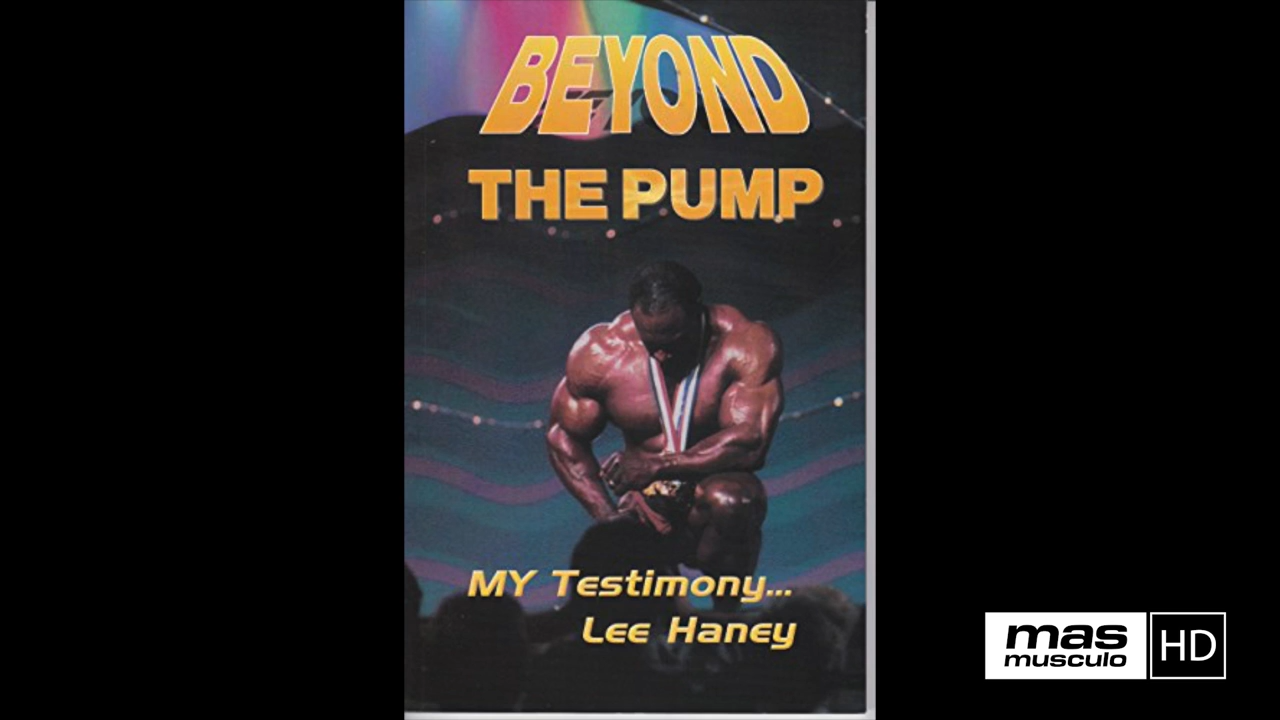 BEYOND
THE PUMP
MY Testimony...
Lee Haney
mas
musculo
HD